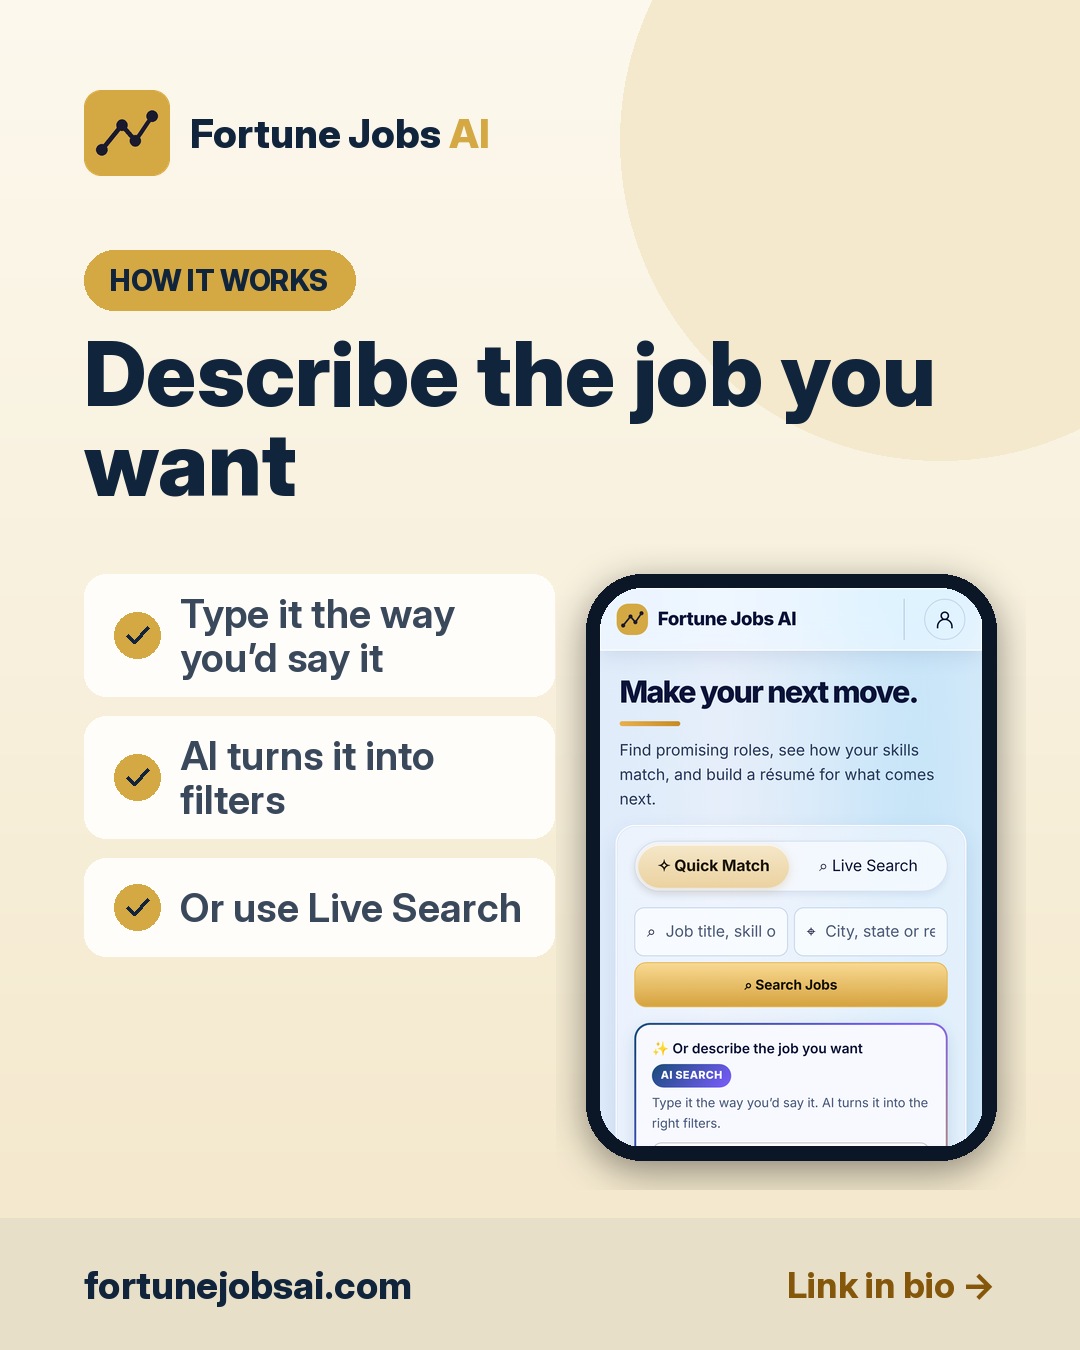 Fortune Jobs AI
HOW IT WORKS
Describe the job you
want
Type it the way
you’d say it
AI turns it into
filters
Or use Live Search
Fortune Jobs AI
Make your next move.
Find promising roles, see how your skills
match, and build a résumé for what comes
next.
Quick Match
Live Search
Job title, skill o
City, state or re
Search Jobs
Or describe the job you want
AI SEARCH
Type it the way you’d say it. AI turns it into the
right filters.
fortunejobsai.com
Link in bio →